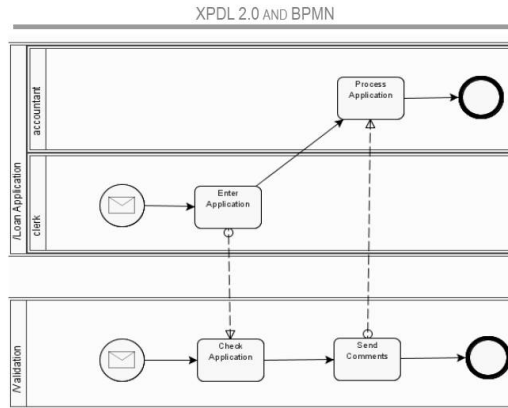 XPDL 2.0 AND BPMN
/Loan Application
accountant
Process
Application
clerk
Enter
Application
/Validation
Check
Application
Send
Comments